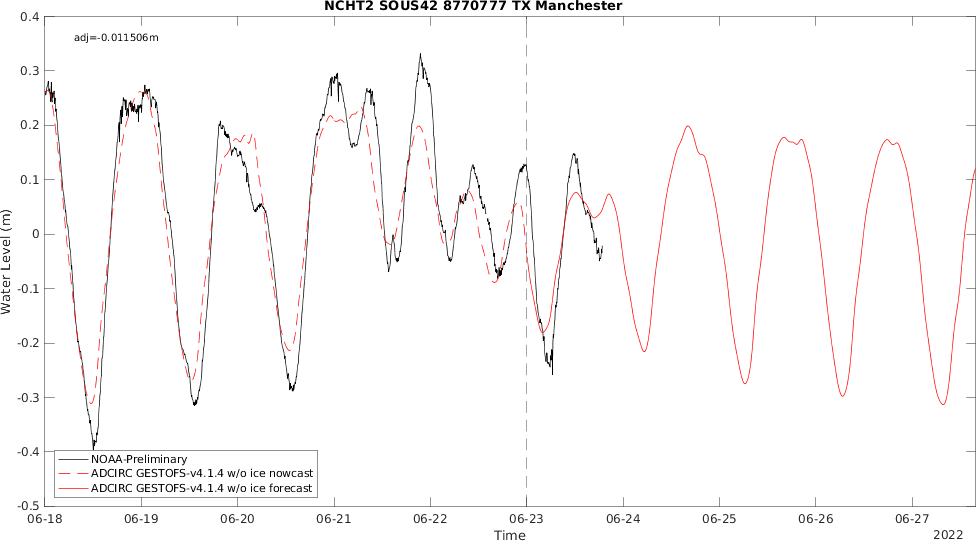 NCHT2 SOUS42 8770777 TX Manchester
adj=-0.011506m
0.4
0.3
0.2
0.1
0
-0.1
-0.2
-0.3
-0.4
-0.5
Water Level (m)
NOAA-Preliminary
ADCIRC GESTOFS-v4.1.4 w/o ice nowcast
ADCIRC GESTOFS-v4.1.4 w/o ice forecast
06-18 06-19 06-20 06-21 06-22 06-23 06-24 06-25 06-26 06-27
Time
2022